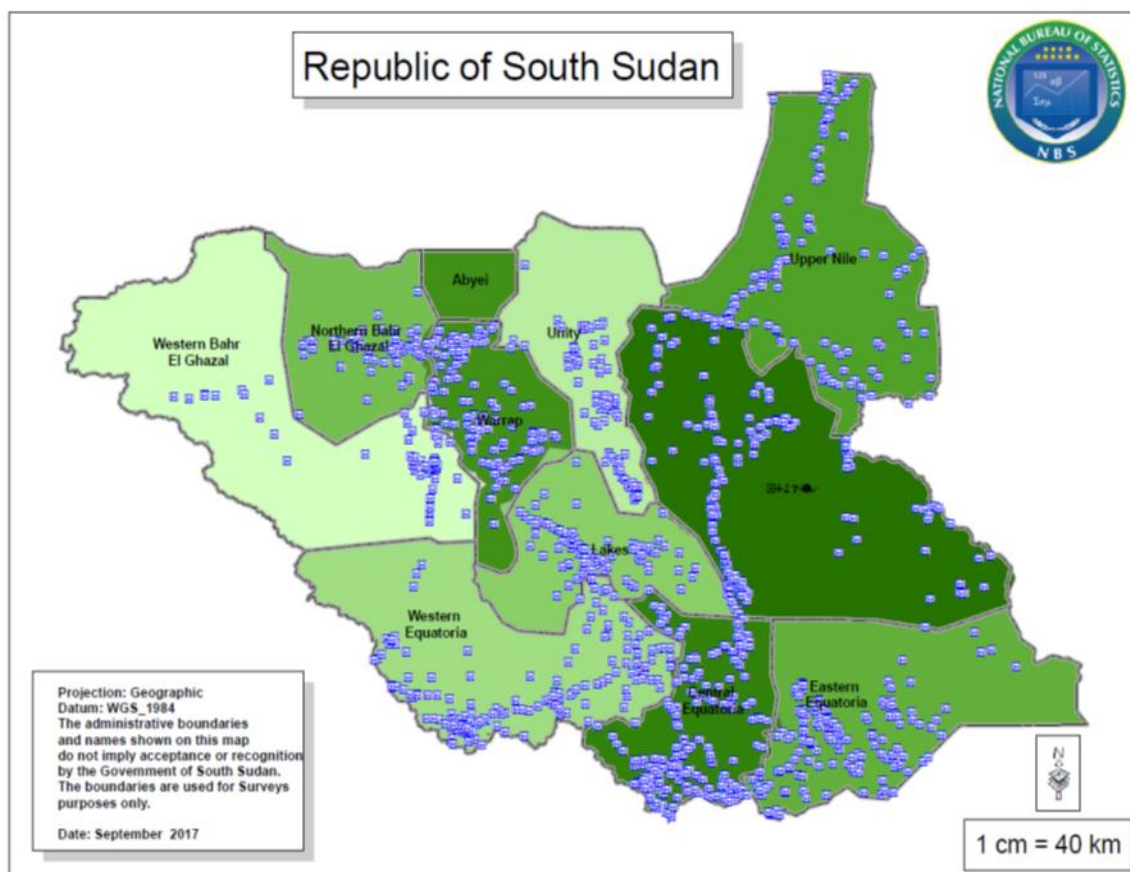 Republic of South Sudan
NATIONAL BUREAU OF STATISTICS
NBS
Upper Nile
Abyei
Unity
Northern Bahr
El Ghazal
Western Bahr
El Ghazal
Warrap
Lakes
Western
Equatoria
Central
Equatoria
Eastern
Equatoria
Projection: Geographic
Datum: WGS_1984
The administrative boundaries
and names shown on this map
do not imply acceptance or recognition
by the Government of South Sudan.
The boundaries are used for Surveys
purposes only.
Date: September 2017
N
1 cm = 40 km